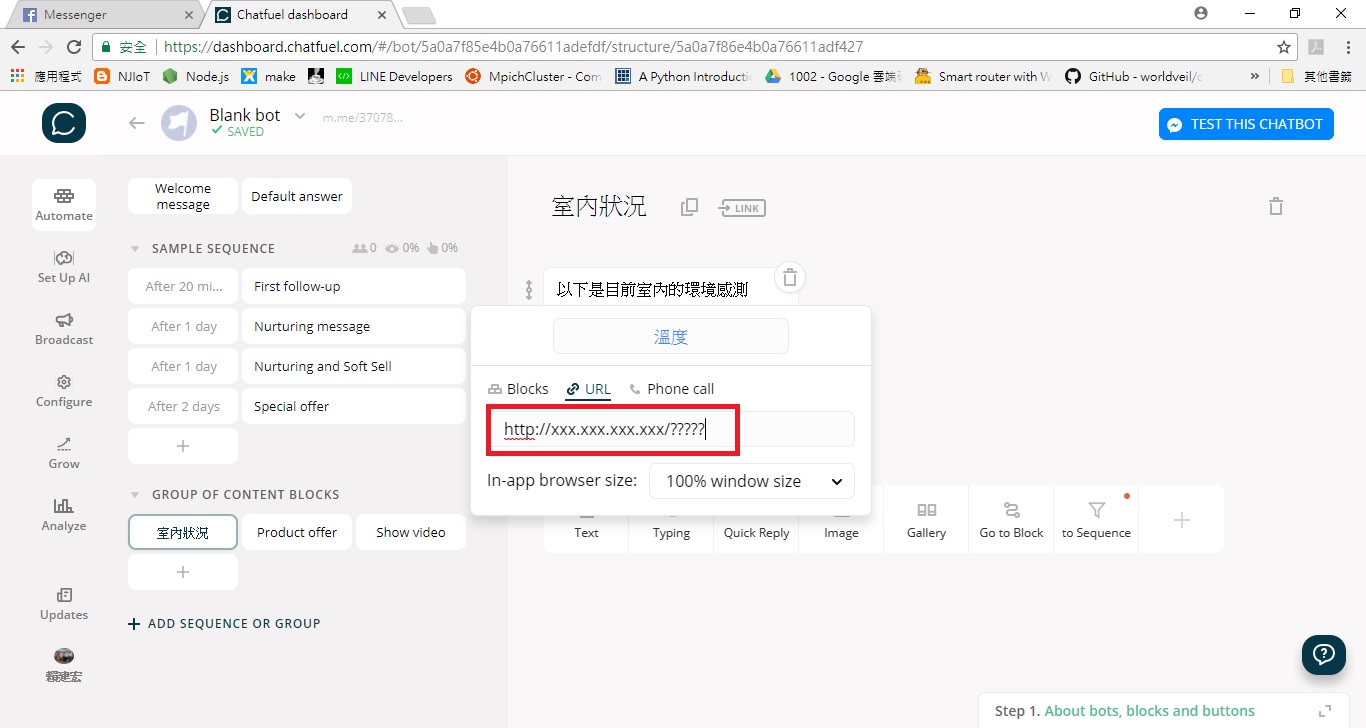 Messenger
Chatfuel dashboard
安全 https://dashboard.chatfuel.com/#/bot/5a0a7f85e4b0a76611adefdf/structure/5a0a7f86e4b0a76611adf427
應用程式 NJIoT Node.js make LINE Developers MpichCluster - Com A Python Introductic 1002 - Google 雲端 Smart router with W GitHub - worldveil/d » 其他書籤
Blank bot m.me/37078...
SAVED
TEST THIS CHATBOT
Automate
Set Up AI
Broadcast
Configure
Grow
Analyze
Updates
賴建宏
Welcome message
Default answer
SAMPLE SEQUENCE 0 0% 0%
After 20 mi... First follow-up
After 1 day Nurturing message
After 1 day Nurturing and Soft Sell
After 2 days Special offer
+
GROUP OF CONTENT BLOCKS
室內狀況 Product offer Show video
+
+ ADD SEQUENCE OR GROUP
室內狀況 LINK
以下是目前室內的環境感測
溫度
Blocks URL Phone call
http://xxx.xxx.xxx.xxx/?????
In-app browser size: 100% window size
Text Typing Quick Reply Image Gallery Go to Block to Sequence +
Step 1. About bots, blocks and buttons